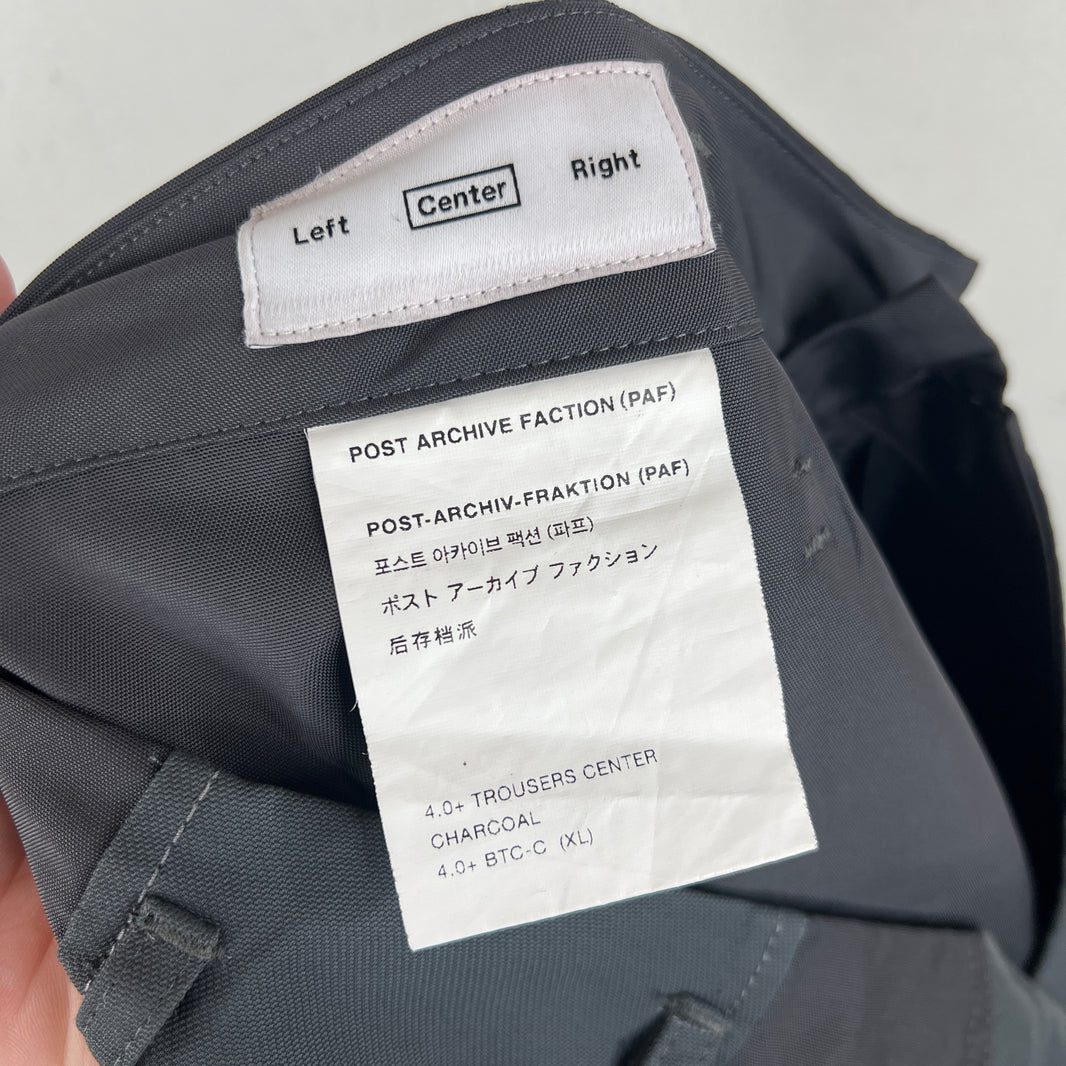 Left Center Right
POST ARCHIVE FACTION (PAF)
POST-ARCHIV-FRAKTION (PAF)
포스트 아카이브 팩션 (파프)
ポスト アーカイブ ファクション
后存档派
4.0+ TROUSERS CENTER
CHARCOAL
4.0+ BTC-C (XL)